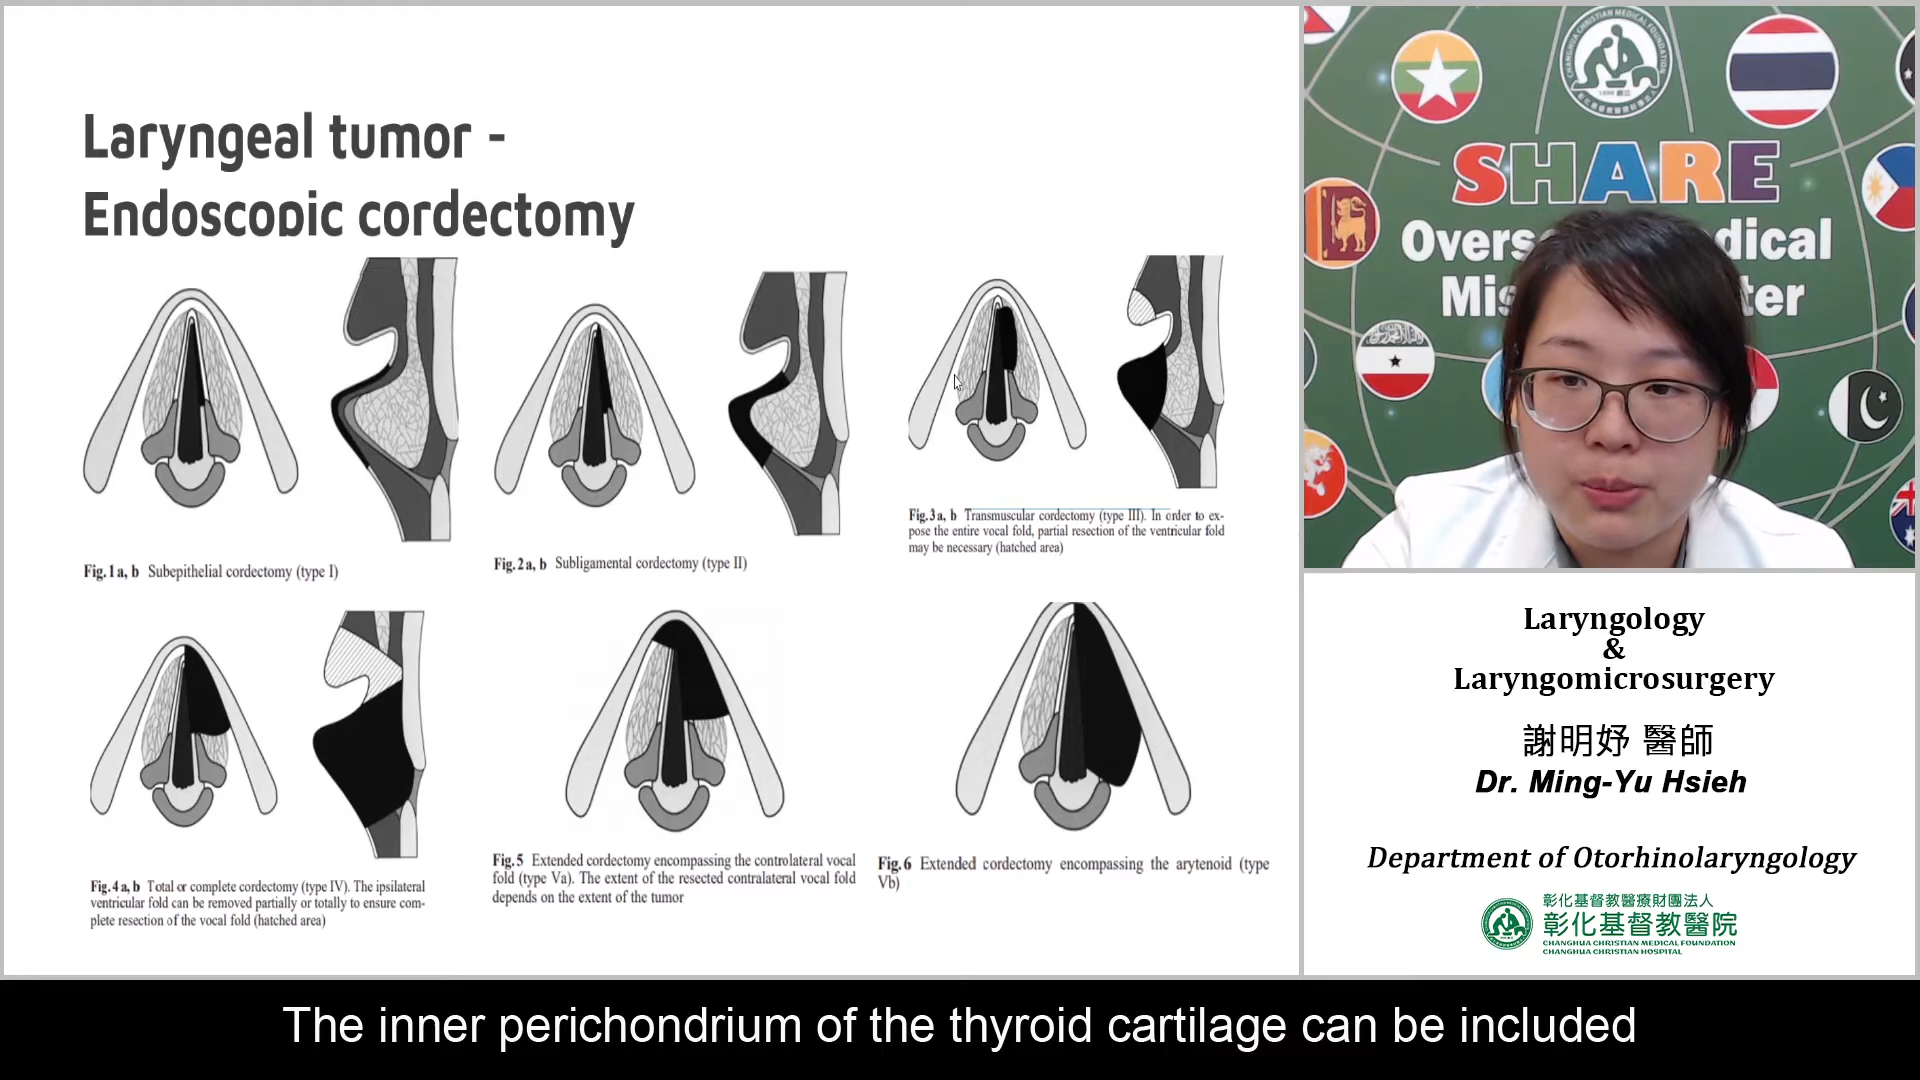 Laryngeal tumor -
Endoscopic cordectomy
Fig.1 a, b Subepithelial cordectomy (type I)
Fig.2 a, b Subligamental cordectomy (type II)
Fig.3 a, b Transmuscular cordectomy (type III). In order to ex-
pose the entire vocal fold, partial resection of the ventricular fold
may be necessary (hatched area)
Fig.4 a, b Total or complete cordectomy (type IV). The ipsilateral
ventricular fold can be removed partially or totally to ensure com-
plete resection of the vocal fold (hatched area)
Fig.5 Extended cordectomy encompassing the controlateral vocal
fold (type Va). The extent of the resected contralateral vocal fold
depends on the extent of the tumor
Fig.6 Extended cordectomy encompassing the arytenoid (type
Vb)
SHARE
Laryngology
&
Laryngomicrosurgery
謝明妤 醫師
Dr. Ming-Yu Hsieh
Department of Otorhinolaryngology
彰化基督教醫療財團法人
彰化基督教醫院
CHANGHUA CHRISTIAN MEDICAL FOUNDATION
CHANGHUA CHRISTIAN HOSPITAL
The inner perichondrium of the thyroid cartilage can be included